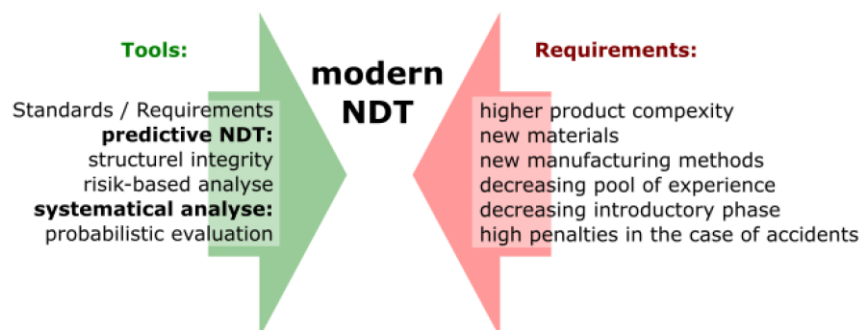 Tools:
Standards / Requirements
predictive NDT:
structurel integrity
risik-based analyse
systematical analyse:
probabilistic evaluation
modern
NDT
Requirements:
higher product compexity
new materials
new manufacturing methods
decreasing pool of experience
decreasing introductory phase
high penalties in the case of accidents